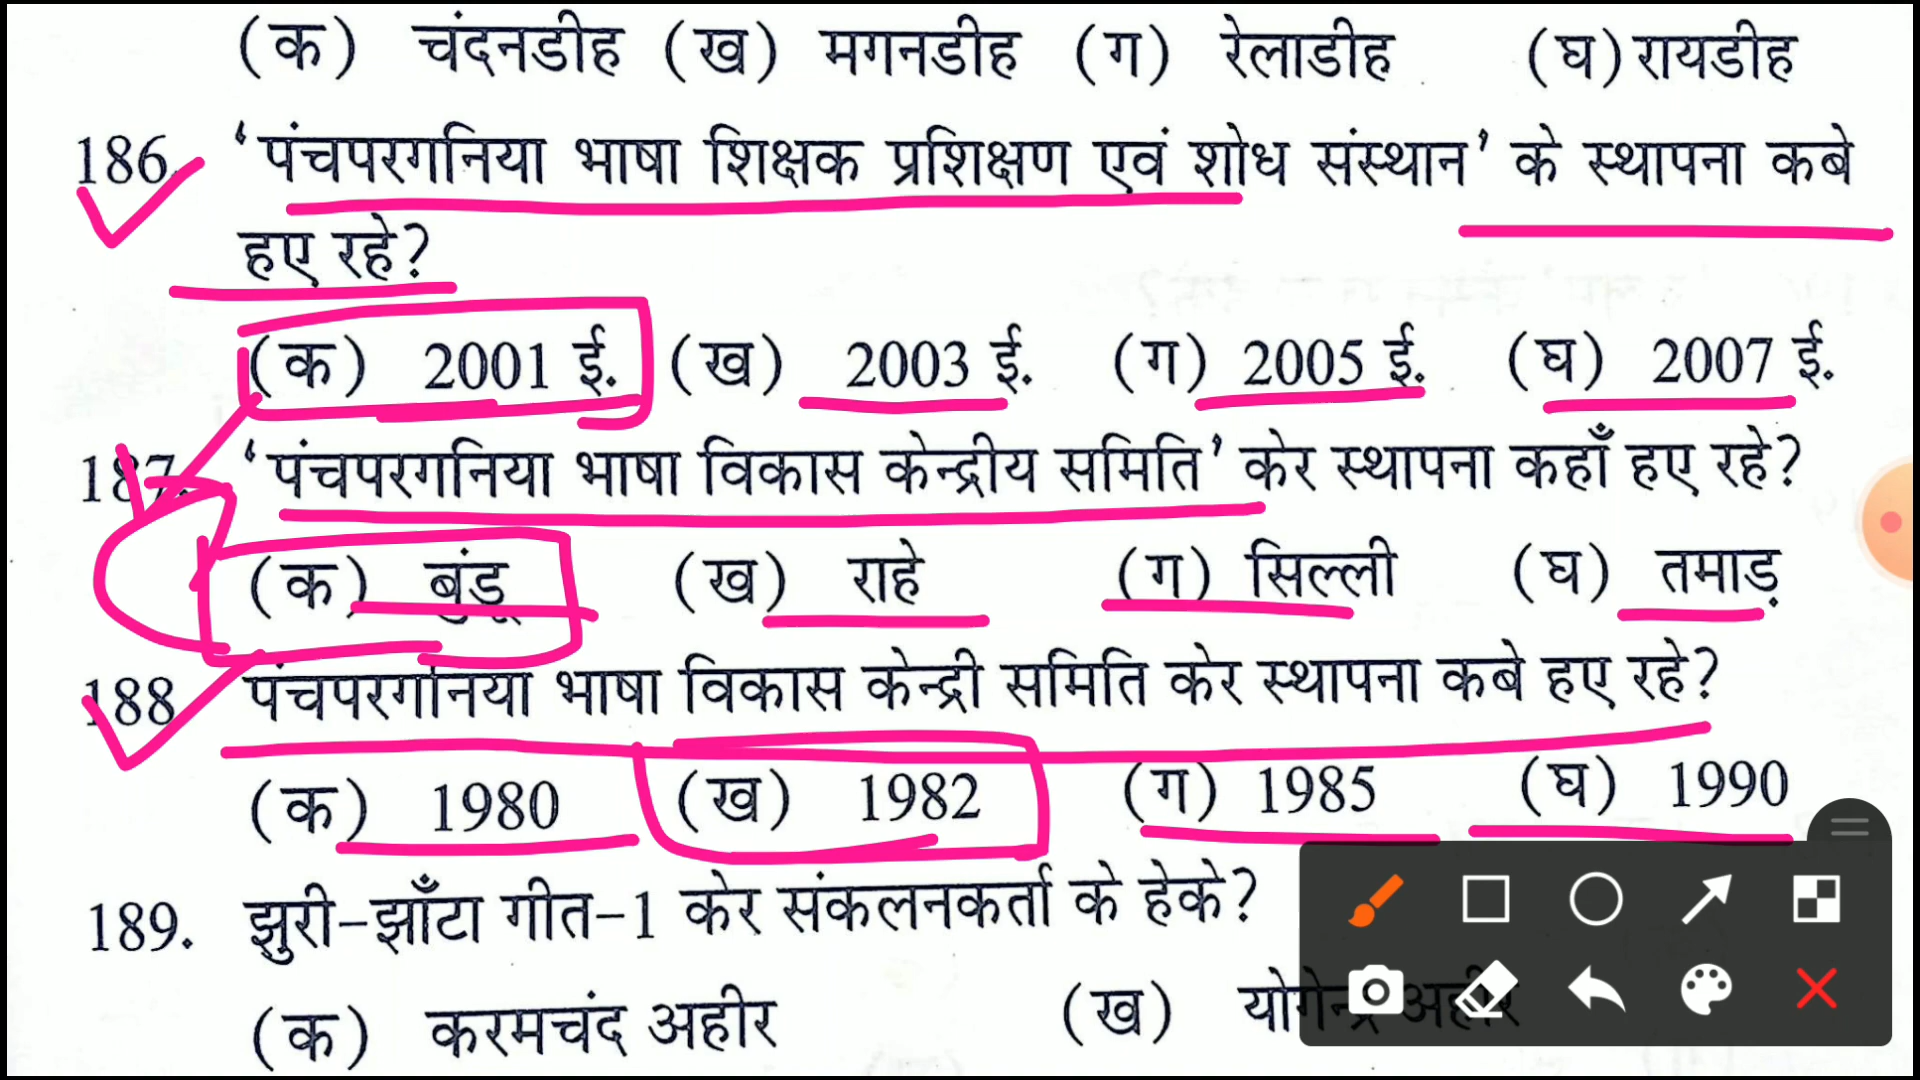 (क) चंदनडीह (ख) मगनडीह (ग) रेलाडीह (घ) रायडीह
186. ‘पंचपरगनिया भाषा शिक्षक प्रशिक्षण एवं शोध संस्थान’ के स्थापना कबे
हए रहे?
(क) 2001 ई. (ख) 2003 ई. (ग) 2005 ई. (घ) 2007 ई.
187. ‘पंचपरगनिया भाषा विकास केन्द्रीय समिति’ केर स्थापना कहाँ हए रहे?
(क) बुंडू (ख) राहे (ग) सिल्ली (घ) तमाड़
188 पंचपरगनिया भाषा विकास केन्द्री समिति केर स्थापना कबे हए रहे?
(क) 1980 (ख) 1982 (ग) 1985 (घ) 1990
189. झुरी-झाँटा गीत-1 केर संकलनकर्ता के हेके?
(क) करमचंद अहीर (ख) योगेन्द्र अहीर